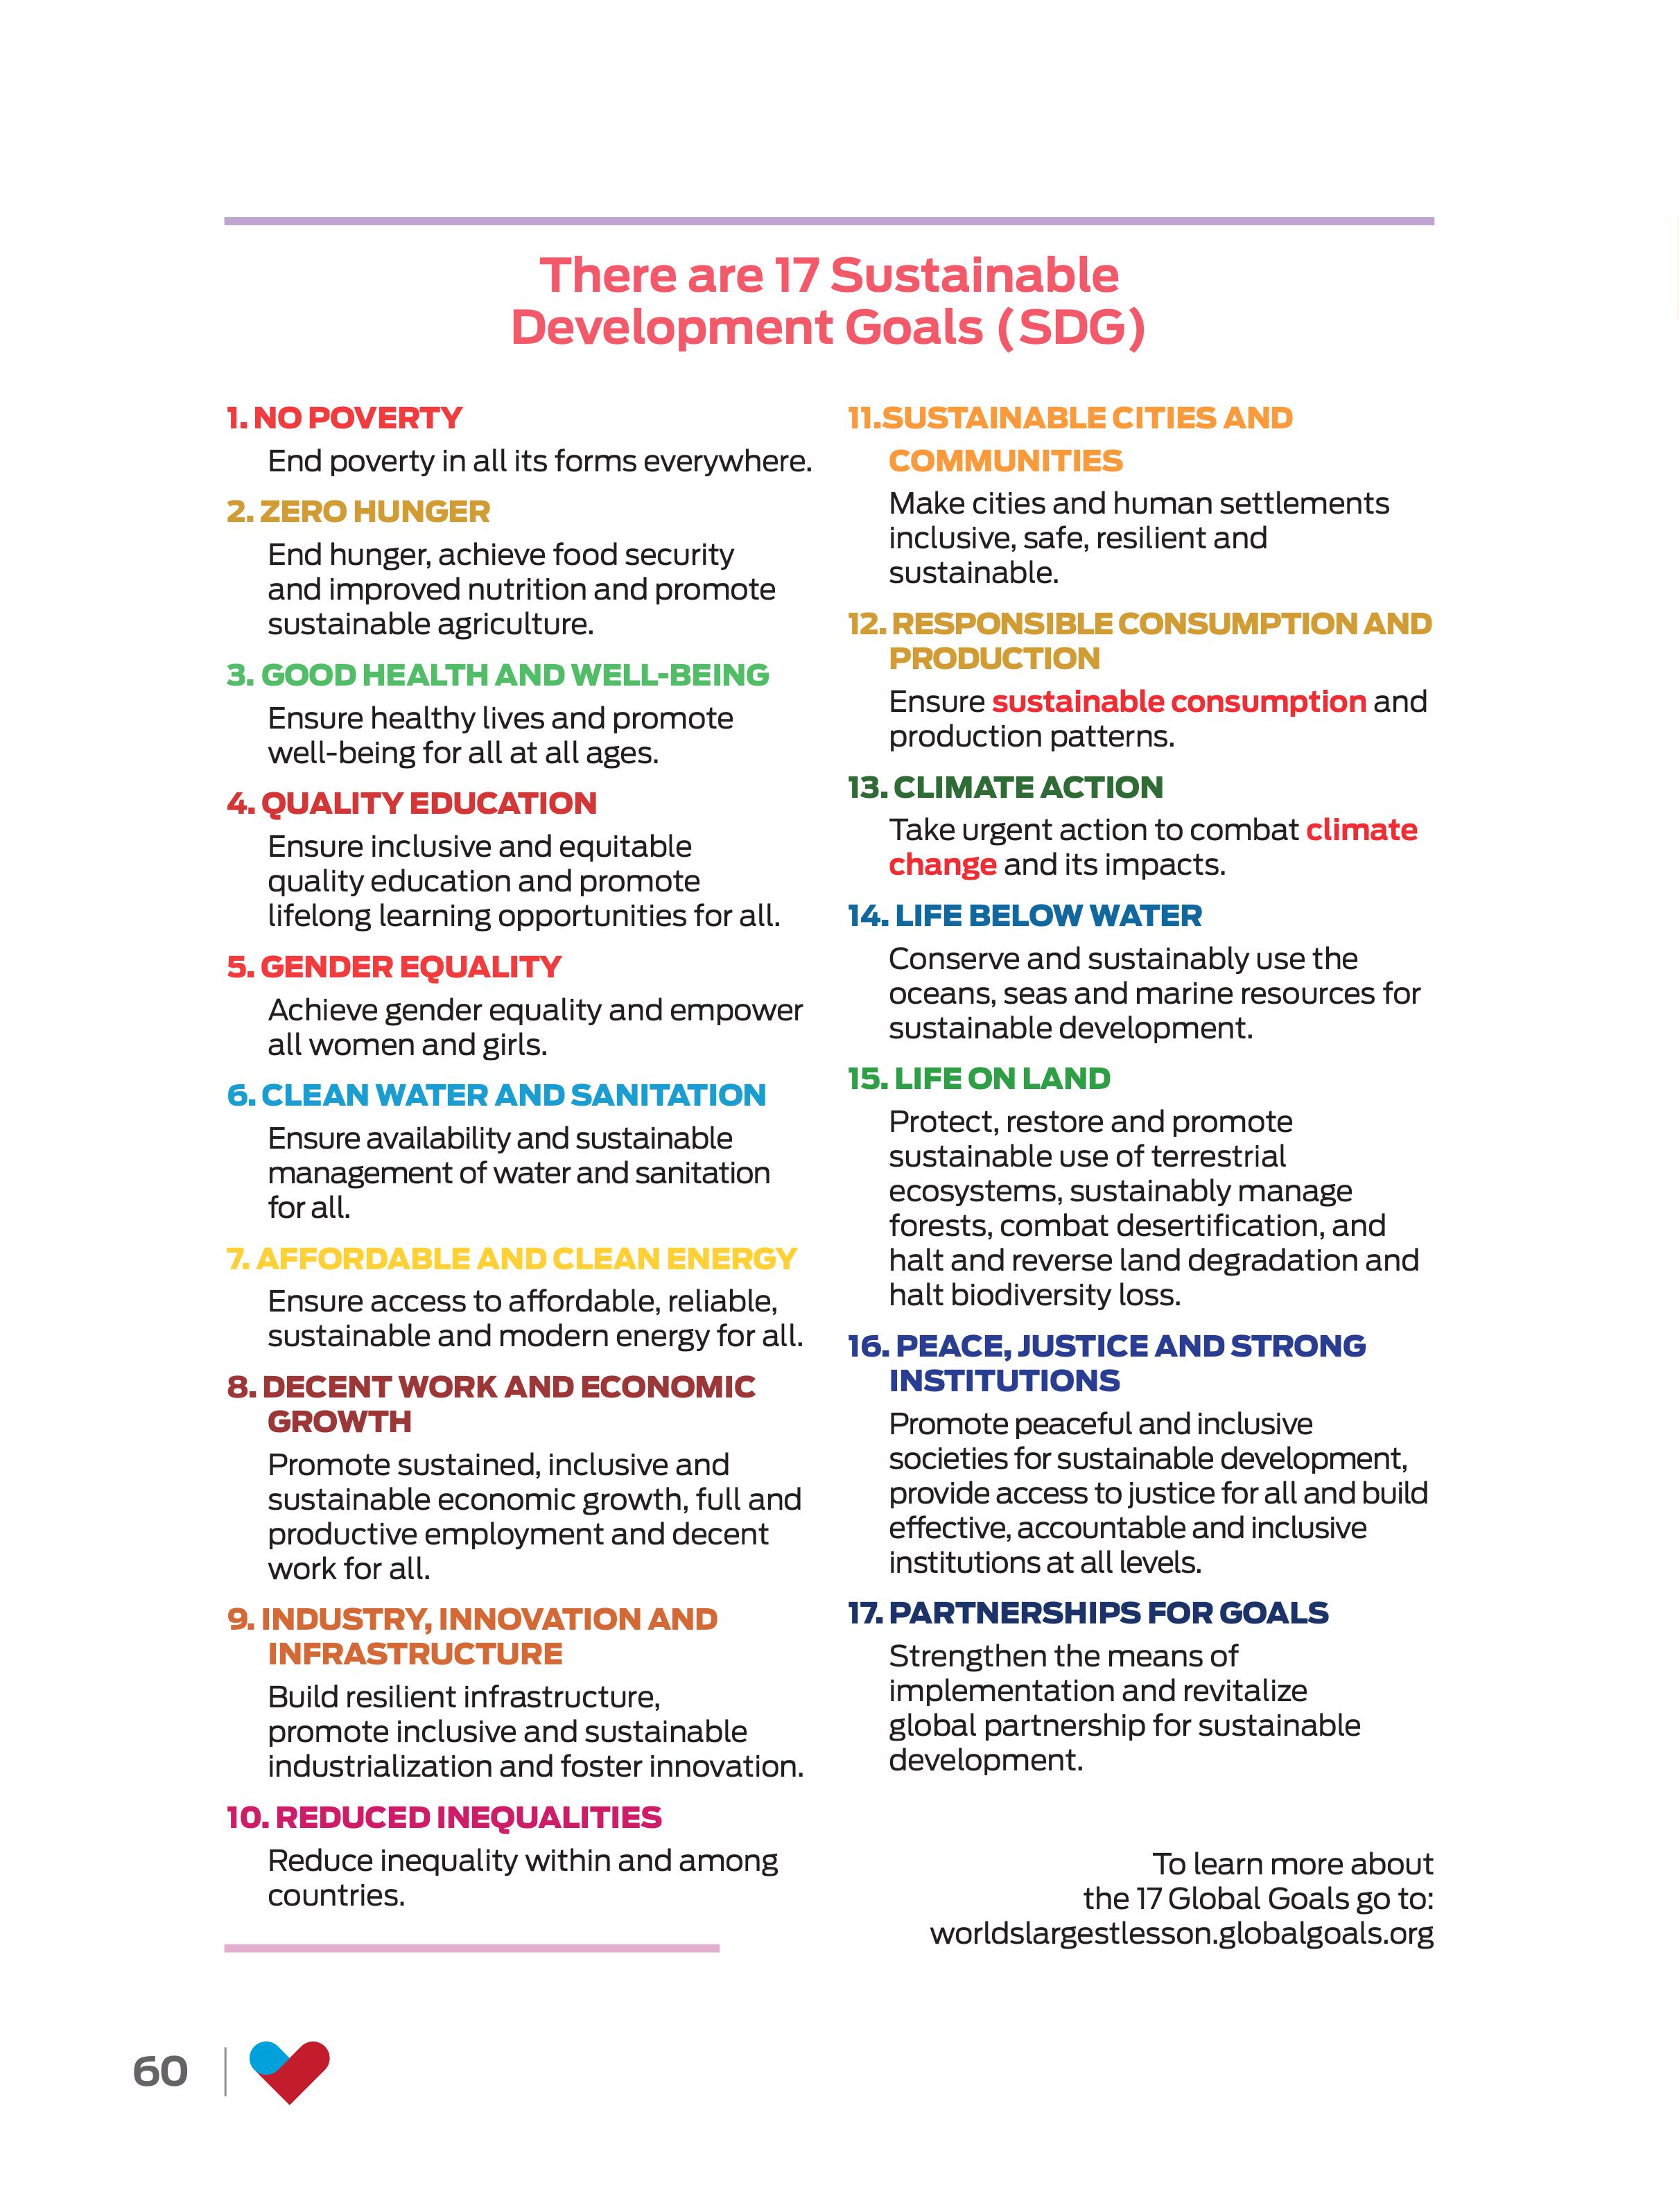 There are 17 Sustainable
Development Goals (SDG)
1. NO POVERTY
End poverty in all its forms everywhere.
2. ZERO HUNGER
End hunger, achieve food security
and improved nutrition and promote
sustainable agriculture.
3. GOOD HEALTH AND WELL-BEING
Ensure healthy lives and promote
well-being for all at all ages.
4. QUALITY EDUCATION
Ensure inclusive and equitable
quality education and promote
lifelong learning opportunities for all.
5. GENDER EQUALITY
Achieve gender equality and empower
all women and girls.
6. CLEAN WATER AND SANITATION
Ensure availability and sustainable
management of water and sanitation
for all.
7. AFFORDABLE AND CLEAN ENERGY
Ensure access to affordable, reliable,
sustainable and modern energy for all.
8. DECENT WORK AND ECONOMIC
GROWTH
Promote sustained, inclusive and
sustainable economic growth, full and
productive employment and decent
work for all.
9. INDUSTRY, INNOVATION AND
INFRASTRUCTURE
Build resilient infrastructure,
promote inclusive and sustainable
industrialization and foster innovation.
10. REDUCED INEQUALITIES
Reduce inequality within and among
countries.
11.SUSTAINABLE CITIES AND
COMMUNITIES
Make cities and human settlements
inclusive, safe, resilient and
sustainable.
12. RESPONSIBLE CONSUMPTION AND
PRODUCTION
Ensure sustainable consumption and
production patterns.
13. CLIMATE ACTION
Take urgent action to combat climate
change and its impacts.
14. LIFE BELOW WATER
Conserve and sustainably use the
oceans, seas and marine resources for
sustainable development.
15. LIFE ON LAND
Protect, restore and promote
sustainable use of terrestrial
ecosystems, sustainably manage
forests, combat desertification, and
halt and reverse land degradation and
halt biodiversity loss.
16. PEACE, JUSTICE AND STRONG
INSTITUTIONS
Promote peaceful and inclusive
societies for sustainable development,
provide access to justice for all and build
effective, accountable and inclusive
institutions at all levels.
17. PARTNERSHIPS FOR GOALS
Strengthen the means of
implementation and revitalize
global partnership for sustainable
development.
To learn more about
the 17 Global Goals go to:
worldslargestlesson.globalgoals.org
60